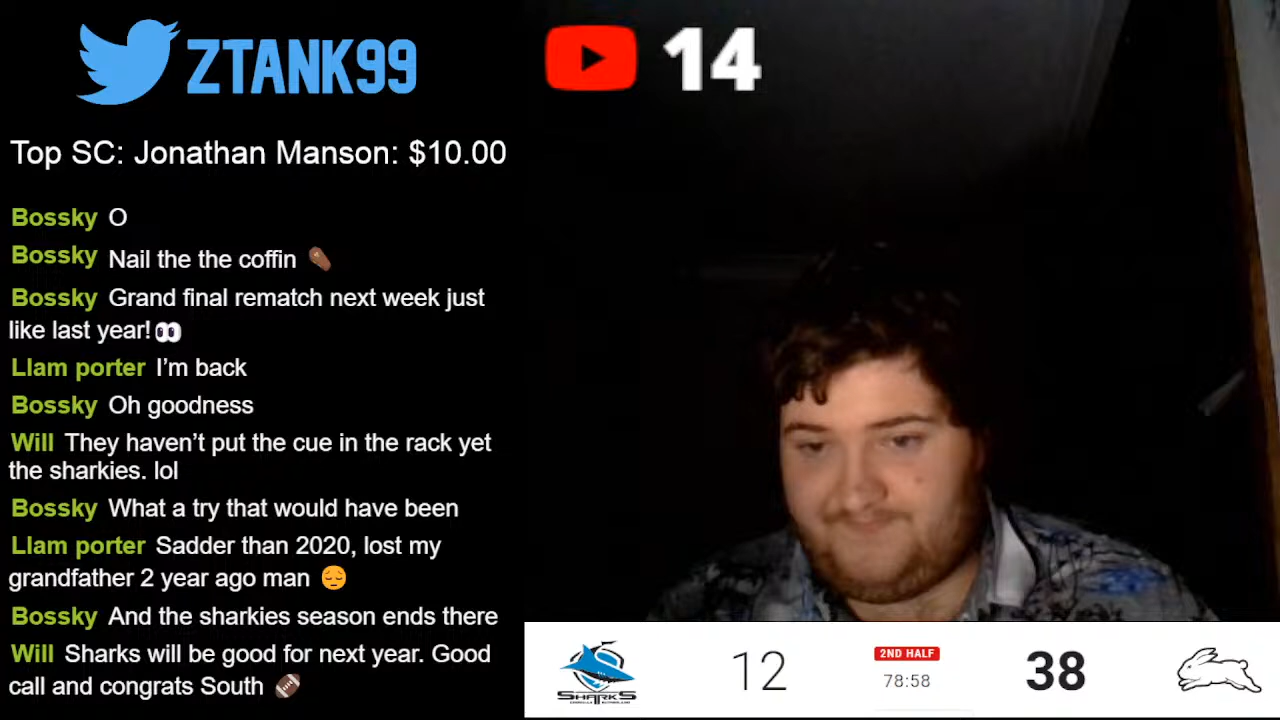 ZTANK99
14
Top SC: Jonathan Manson: $10.00
Bossky O
Bossky Nail the the coffin ⚰️
Bossky Grand final rematch next week just
like last year!👀
Llam porter I’m back
Bossky Oh goodness
Will They haven’t put the cue in the rack yet
the sharkies. lol
Bossky What a try that would have been
Llam porter Sadder than 2020, lost my
grandfather 2 year ago man 😔
Bossky And the sharkies season ends there
Will Sharks will be good for next year. Good
call and congrats South 🏈
SHARKS
12
2ND HALF
78:58
38